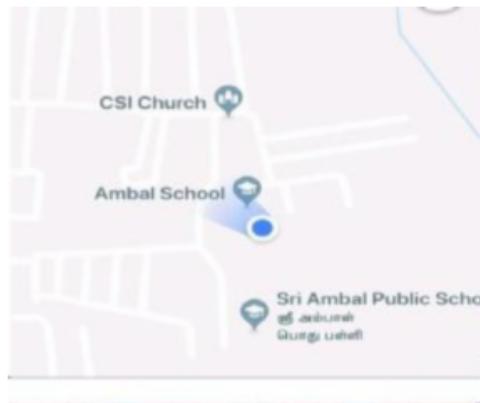 CSI Church
Ambal School
Sri Ambal Public Scho
ஸ்ரீ அம்பாள்
பொது பள்ளி